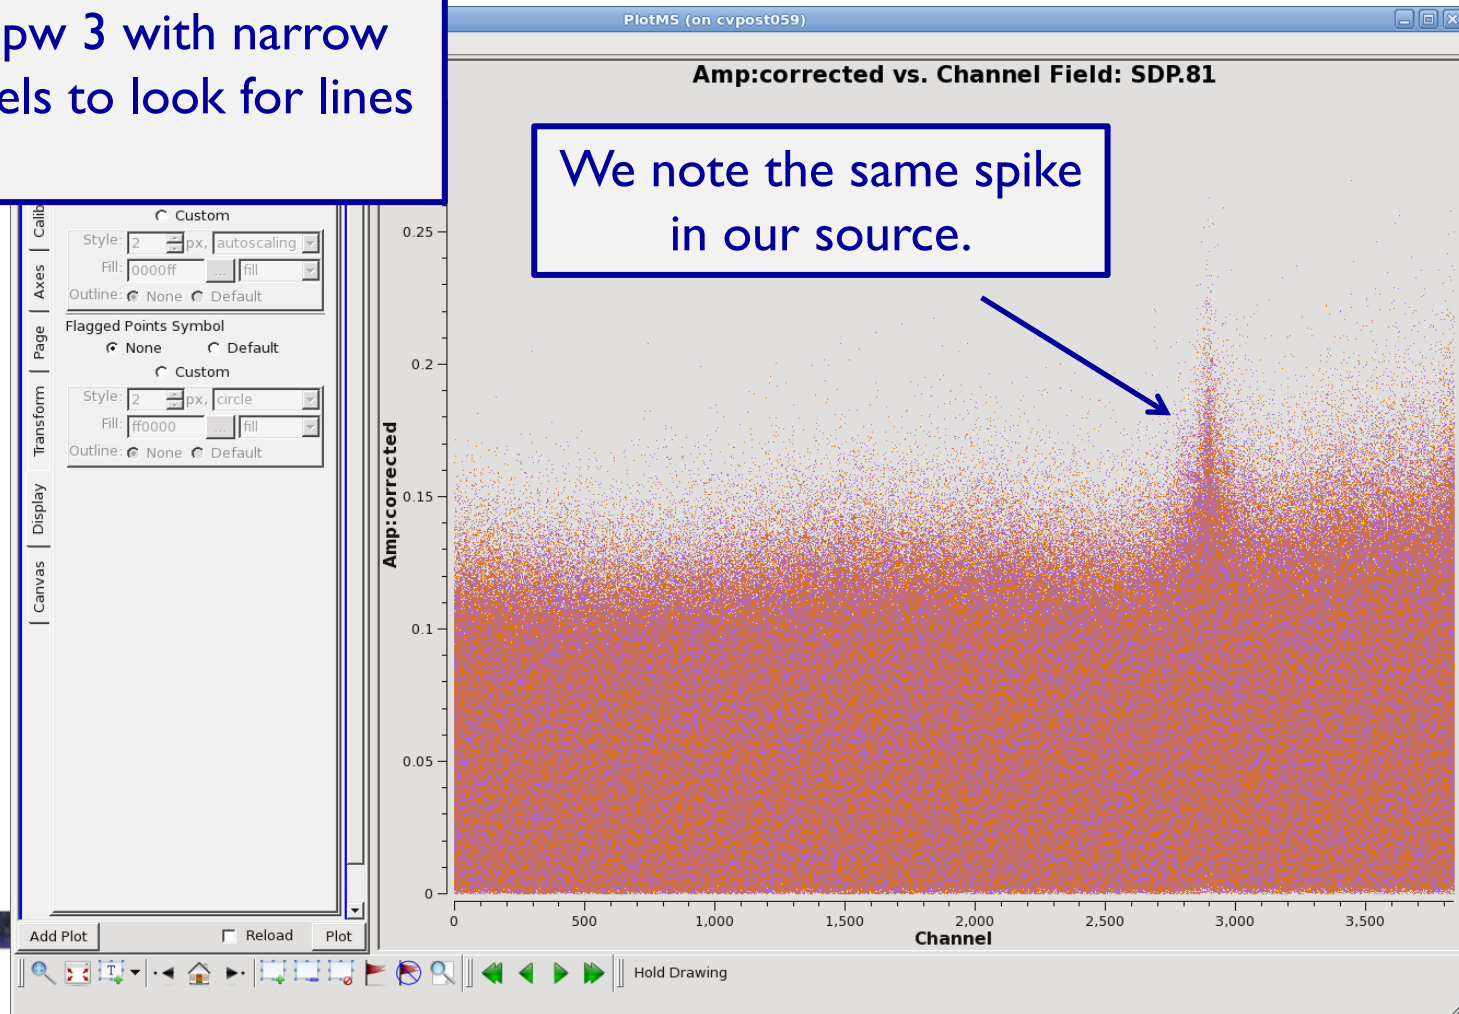 PlotMS (on cvpost059)
pw 3 with narrow
els to look for lines
Amp:corrected vs. Channel Field: SDP.81
We note the same spike
in our source.
Calib
Axes
Page
Transform
Display
Canvas
Custom
Style: 2 px, autoscaling
Fill: 0000ff ... fill
Outline: None Default
Flagged Points Symbol
None Default
Custom
Style: 2 px, circle
Fill: ff0000 ... fill
Outline: None Default
Amp:corrected
0.25
0.2
0.15
0.1
0.05
0
0 500 1,000 1,500 2,000 2,500 3,000 3,500
Channel
Add Plot Reload Plot
T
Hold Drawing